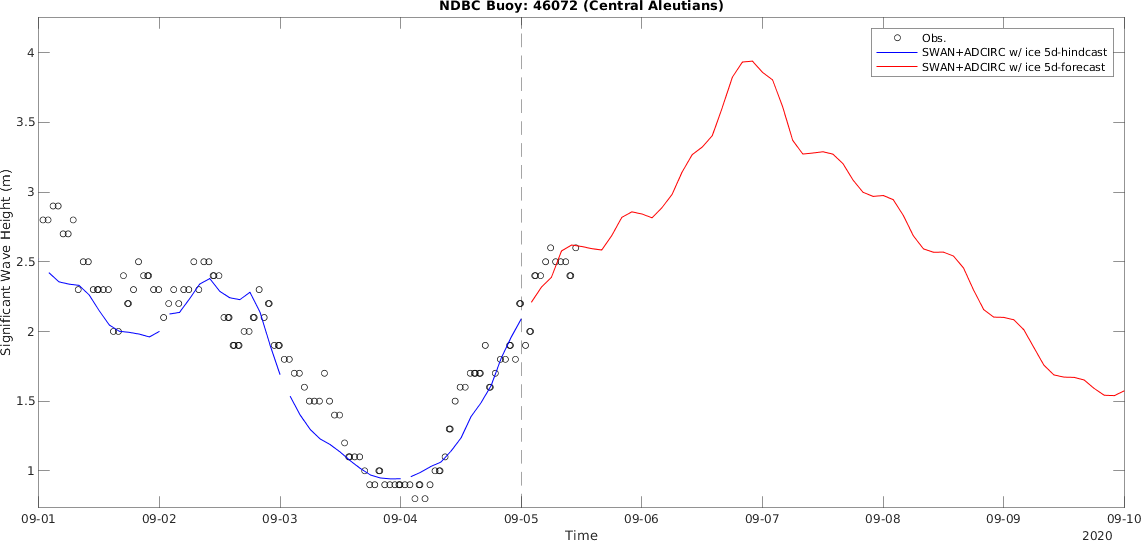 NDBC Buoy: 46072 (Central Aleutians)
Obs.
SWAN+ADCIRC w/ ice 5d-hindcast
SWAN+ADCIRC w/ ice 5d-forecast
Significant Wave Height (m)
4
3.5
3
2.5
2
1.5
1
09-01 09-02 09-03 09-04 09-05 09-06 09-07 09-08 09-09 09-10
Time
2020